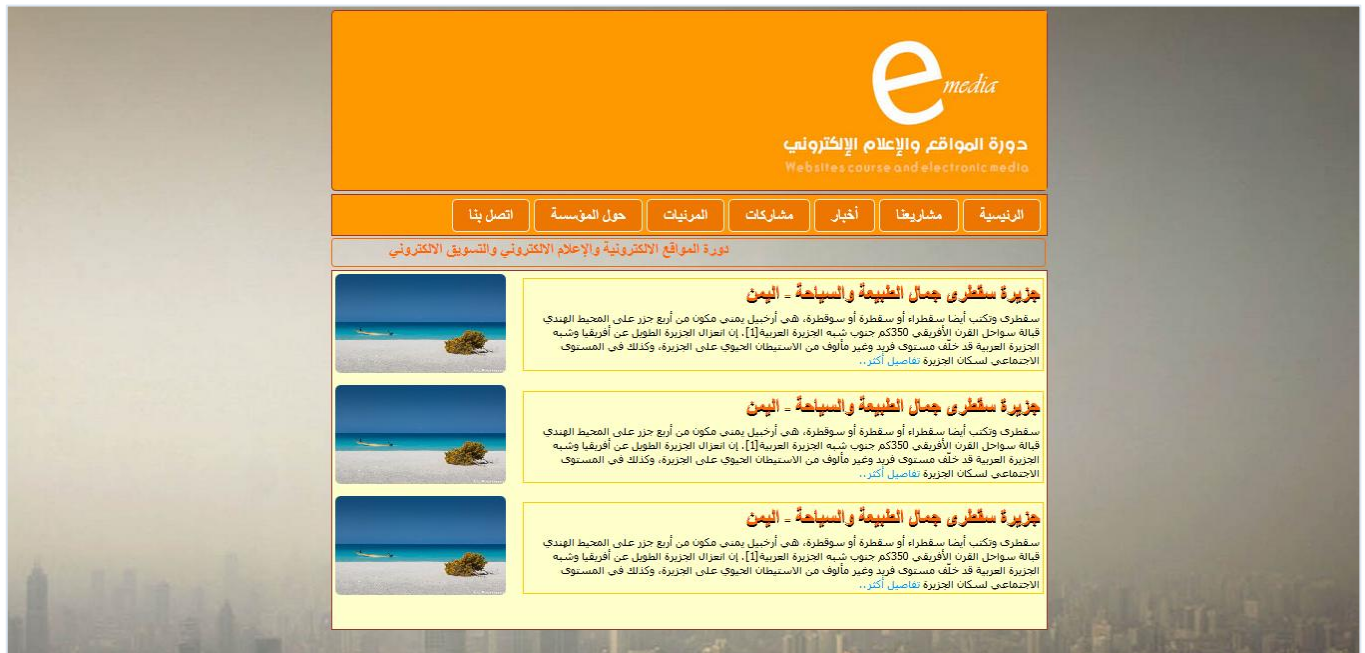 e media
دورة المواقع والإعلام الإلكتروني
Websites course and electronic media
الرئيسية مشاريعنا أخبار مشاركات المرئيات حول المؤسسة اتصل بنا
دورة المواقع الالكترونية والإعلام الالكتروني والتسويق الالكتروني
جزيرة سقطرى جمال الطبيعة والسياحة - اليمن
سقطرى وتكتب أيضا سقطراء أو سقطرة أو سوقطرة، هي أرخبيل يمني مكون من أربع جزر على المحيط الهندي
قبالة سواحل القرن الأفريقي 350كم جنوب شبه الجزيرة العربية[1]. إن انعزال الجزيرة الطويل عن أفريقيا وشبه
الجزيرة العربية قد خلّف مستوى فريد وغير مألوف من الاستيطان الحيوي على الجزيرة، وكذلك في المستوى
الاجتماعي لسكان الجزيرة تفاصيل أكثر..
جزيرة سقطرى جمال الطبيعة والسياحة - اليمن
سقطرى وتكتب أيضا سقطراء أو سقطرة أو سوقطرة، هي أرخبيل يمني مكون من أربع جزر على المحيط الهندي
قبالة سواحل القرن الأفريقي 350كم جنوب شبه الجزيرة العربية[1]. إن انعزال الجزيرة الطويل عن أفريقيا وشبه
الجزيرة العربية قد خلّف مستوى فريد وغير مألوف من الاستيطان الحيوي على الجزيرة، وكذلك في المستوى
الاجتماعي لسكان الجزيرة تفاصيل أكثر..
جزيرة سقطرى جمال الطبيعة والسياحة - اليمن
سقطرى وتكتب أيضا سقطراء أو سقطرة أو سوقطرة، هي أرخبيل يمني مكون من أربع جزر على المحيط الهندي
قبالة سواحل القرن الأفريقي 350كم جنوب شبه الجزيرة العربية[1]. إن انعزال الجزيرة الطويل عن أفريقيا وشبه
الجزيرة العربية قد خلّف مستوى فريد وغير مألوف من الاستيطان الحيوي على الجزيرة، وكذلك في المستوى
الاجتماعي لسكان الجزيرة تفاصيل أكثر..